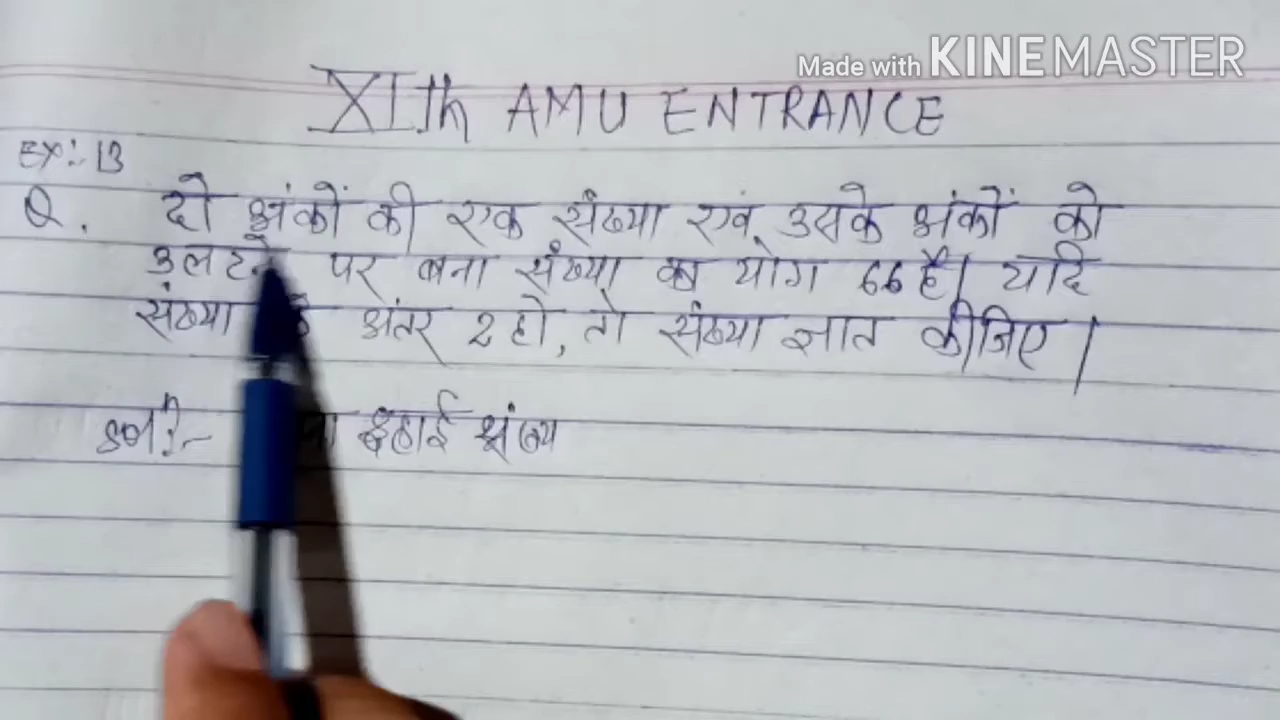 Made with KINEMASTER
XIth AMU ENTRANCE
Ex:- 13
Q. दो अंकों की एक संख्या एवं उसके अंकों को
उलटने पर बना संख्या का योग 66 है। यदि
संख्या अंतर 2 हो, तो संख्या ज्ञात कीजिए।
हल:- दहाई संख्य